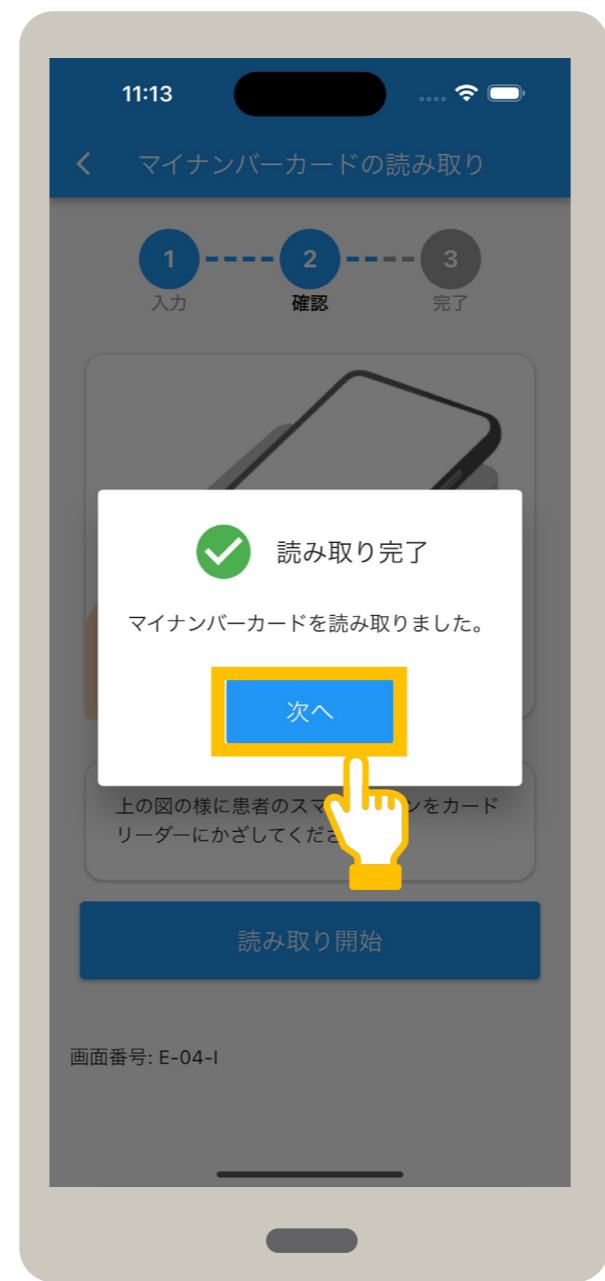 11:13
マイナンバーカードの読み取り
1
2
3
入力
確認
完了
読み取り完了
マイナンバーカードを読み取りました。
次へ
上の図の様に患者のスマ ンをカード
リーダーにかざしてくださ
読み取り開始
画面番号: E-04-I